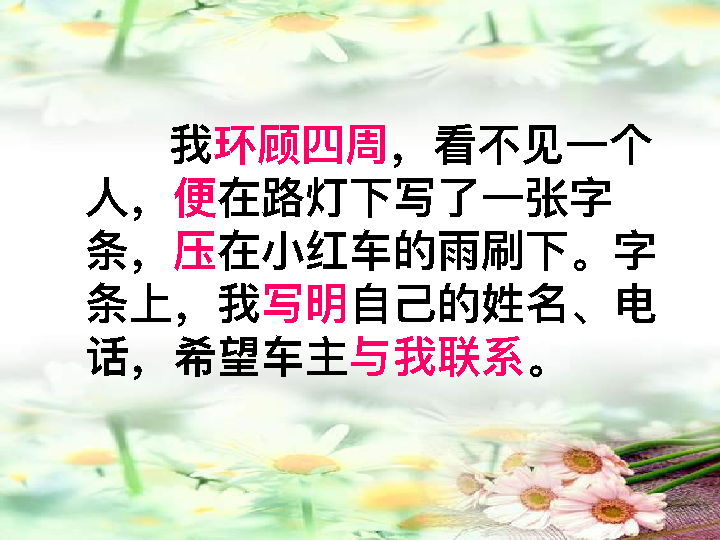 我环顾四周，看不见一个
人，便在路灯下写了一张字
条，压在小红车的雨刷下。字
条上，我写明自己的姓名、电
话，希望车主与我联系。